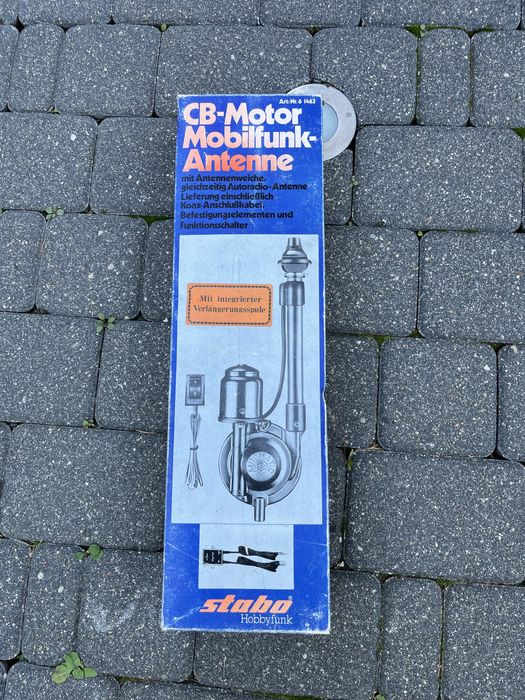 Art.-Nr. 6 1463
CB-Motor
Mobilfunk-
Antenne
mit Antennenweiche,
gleichzeitig Autoradio-Antenne
Lieferung einschließlich
Koax-Anschlußkabel,
Befestigungselementen und
Funktionsschalter
Mit integrierter
Verlängerungsspule
stabo
Hobbyfunk